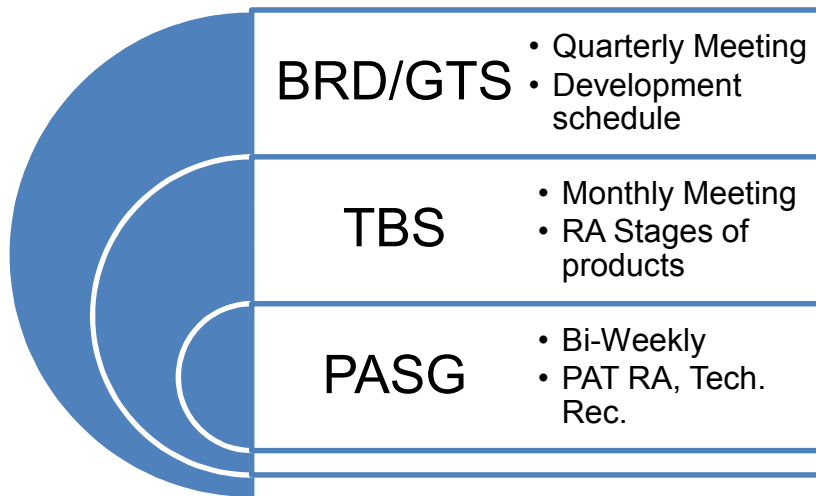 BRD/GTS
• Quarterly Meeting
• Development
schedule
TBS
• Monthly Meeting
• RA Stages of
products
PASG
• Bi-Weekly
• PAT RA, Tech.
Rec.